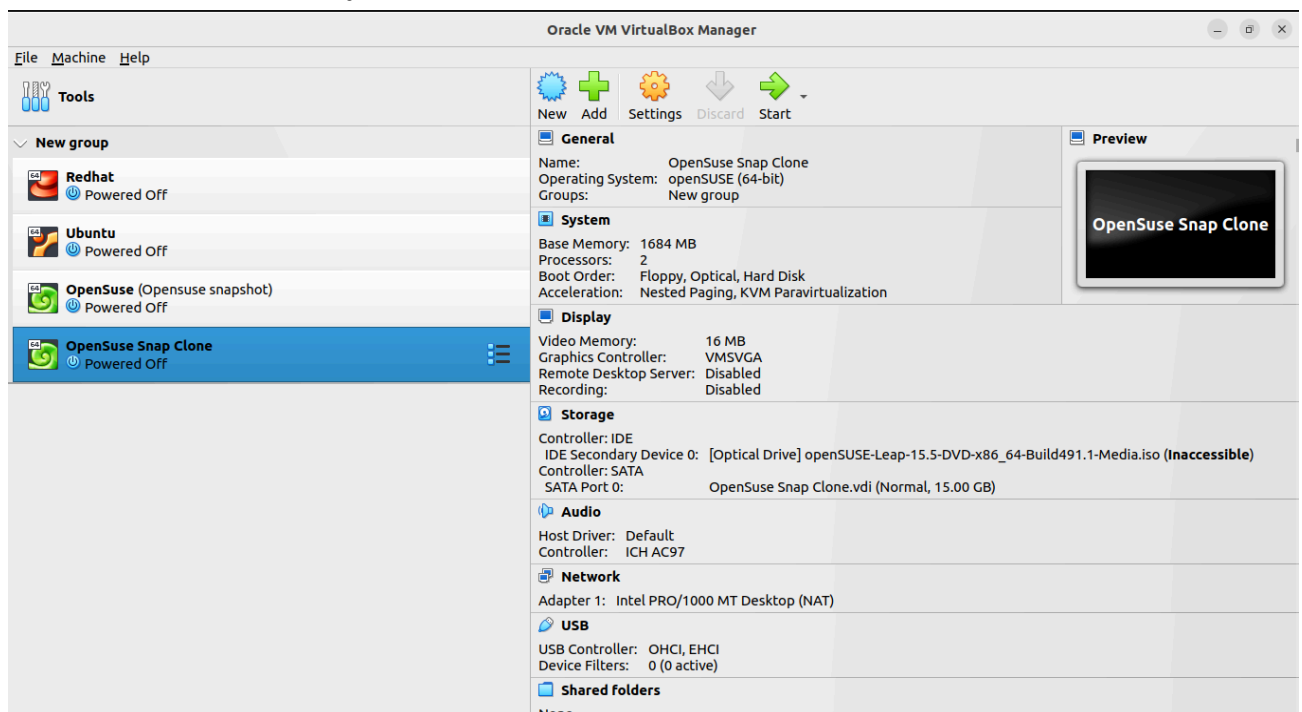 Oracle VM VirtualBox Manager
File Machine Help
Tools
New Add Settings Discard Start
New group
64 Redhat
Powered Off
64 Ubuntu
Powered Off
64 OpenSuse (Opensuse snapshot)
Powered Off
64 OpenSuse Snap Clone
Powered Off
General
Name: OpenSuse Snap Clone
Operating System: openSUSE (64-bit)
Groups: New group
Preview
OpenSuse Snap Clone
System
Base Memory: 1684 MB
Processors: 2
Boot Order: Floppy, Optical, Hard Disk
Acceleration: Nested Paging, KVM Paravirtualization
Display
Video Memory: 16 MB
Graphics Controller: VMSVGA
Remote Desktop Server: Disabled
Recording: Disabled
Storage
Controller: IDE
IDE Secondary Device 0: [Optical Drive] openSUSE-Leap-15.5-DVD-x86_64-Build491.1-Media.iso (Inaccessible)
Controller: SATA
SATA Port 0: OpenSuse Snap Clone.vdi (Normal, 15.00 GB)
Audio
Host Driver: Default
Controller: ICH AC97
Network
Adapter 1: Intel PRO/1000 MT Desktop (NAT)
USB
USB Controller: OHCI, EHCI
Device Filters: 0 (0 active)
Shared folders